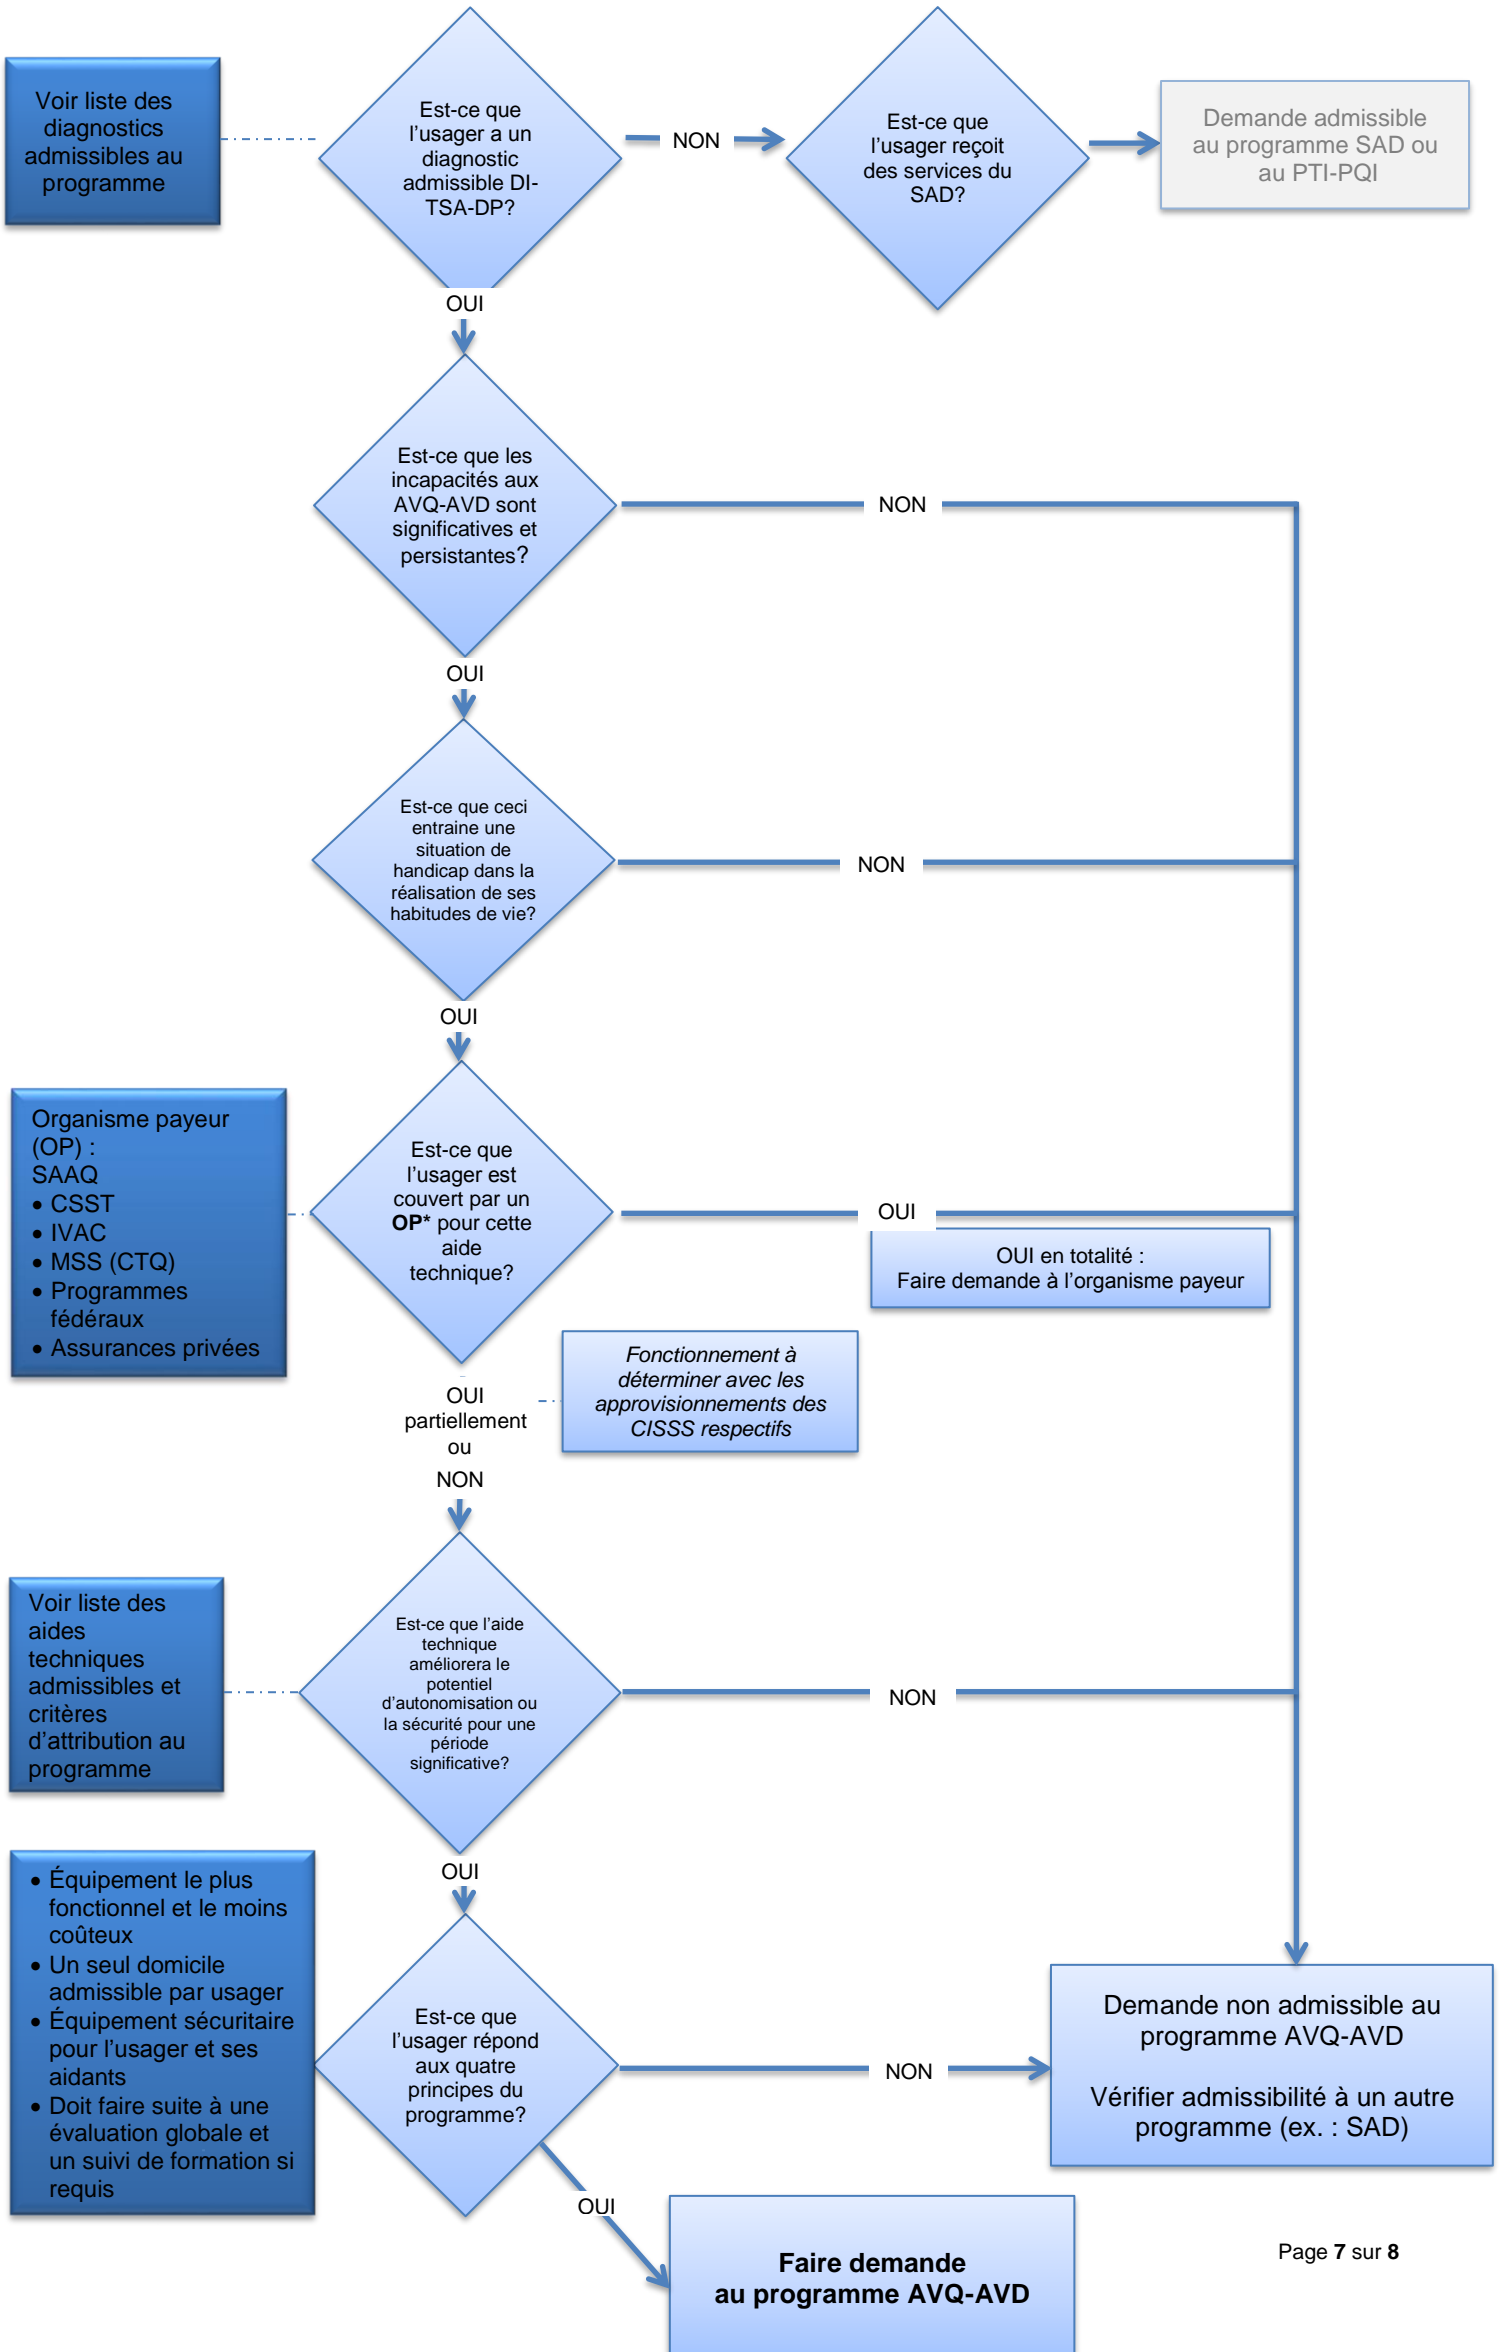 Voir liste des
diagnostics
admissibles au
programme
Est-ce que
l’usager a un
diagnostic
admissible DI-
TSA-DP?
NON
Est-ce que
l’usager reçoit
des services du
SAD?
Demande admissible
au programme SAD ou
au PTI-PQI
OUI
Est-ce que les
incapacités aux
AVQ-AVD sont
significatives et
persistantes?
NON
OUI
Est-ce que ceci
entraine une
situation de
handicap dans la
réalisation de ses
habitudes de vie?
NON
OUI
Organisme payeur
(OP) :
SAAQ
• CSST
• IVAC
• MSS (CTQ)
• Programmes
fédéraux
• Assurances privées
Est-ce que
l’usager est
couvert par un
OP* pour cette
aide
technique?
OUI
OUI en totalité :
Faire demande à l’organisme payeur
OUI
partiellement
ou
NON
Fonctionnement à
déterminer avec les
approvisionnements des
CISSS respectifs
Voir liste des
aides
techniques
admissibles et
critères
d’attribution au
programme
Est-ce que l’aide
technique
améliorera le
potentiel
d’autonomisation ou
la sécurité pour une
période
significative?
NON
OUI
• Équipement le plus
fonctionnel et le moins
coûteux
• Un seul domicile
admissible par usager
• Équipement sécuritaire
pour l’usager et ses
aidants
• Doit faire suite à une
évaluation globale et
un suivi de formation si
requis
Est-ce que
l’usager répond
aux quatre
principes du
programme?
NON
Demande non admissible au
programme AVQ-AVD
Vérifier admissibilité à un autre
programme (ex. : SAD)
OUI
Faire demande
au programme AVQ-AVD
Page 7 sur 8